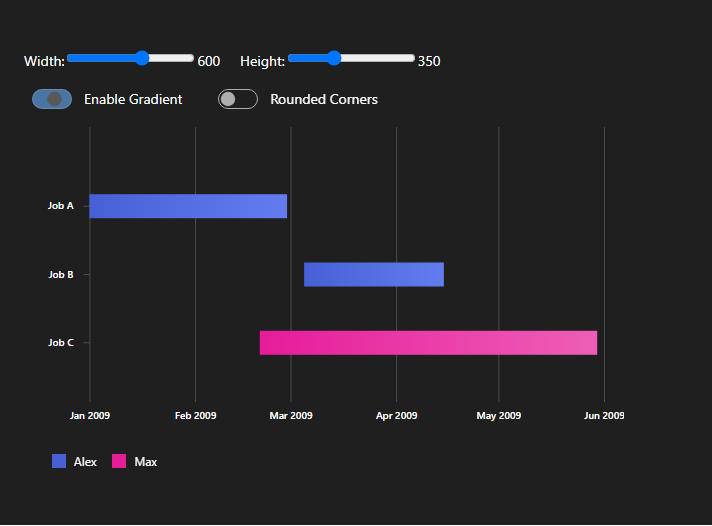 Width: 600 Height: 350
Enable Gradient Rounded Corners
Job A
Job B
Job C
Jan 2009 Feb 2009 Mar 2009 Apr 2009 May 2009 Jun 2009
Alex Max